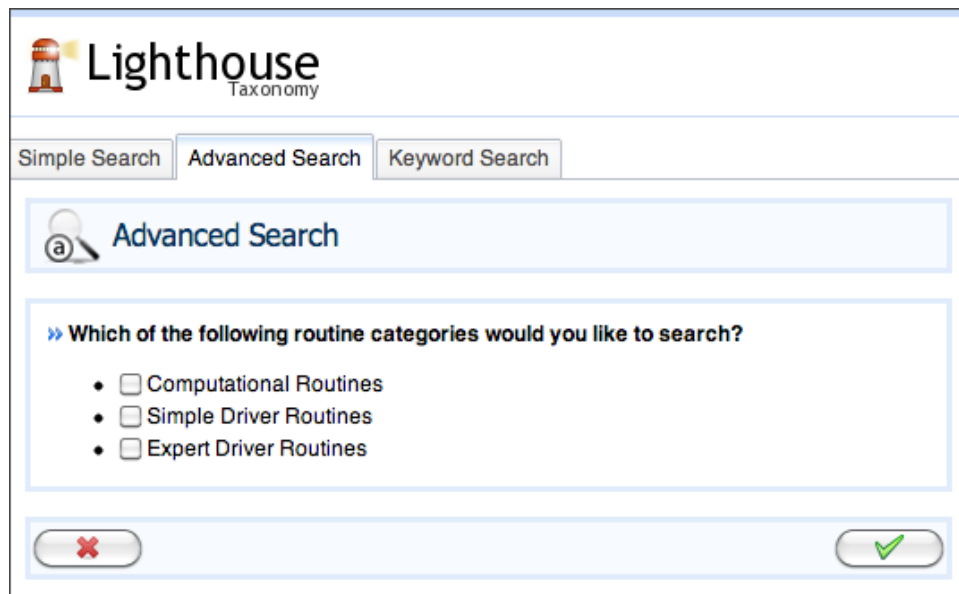 Lighthouse
Taxonomy
Simple Search Advanced Search Keyword Search
a Advanced Search
» Which of the following routine categories would you like to search?
• Computational Routines
• Simple Driver Routines
• Expert Driver Routines